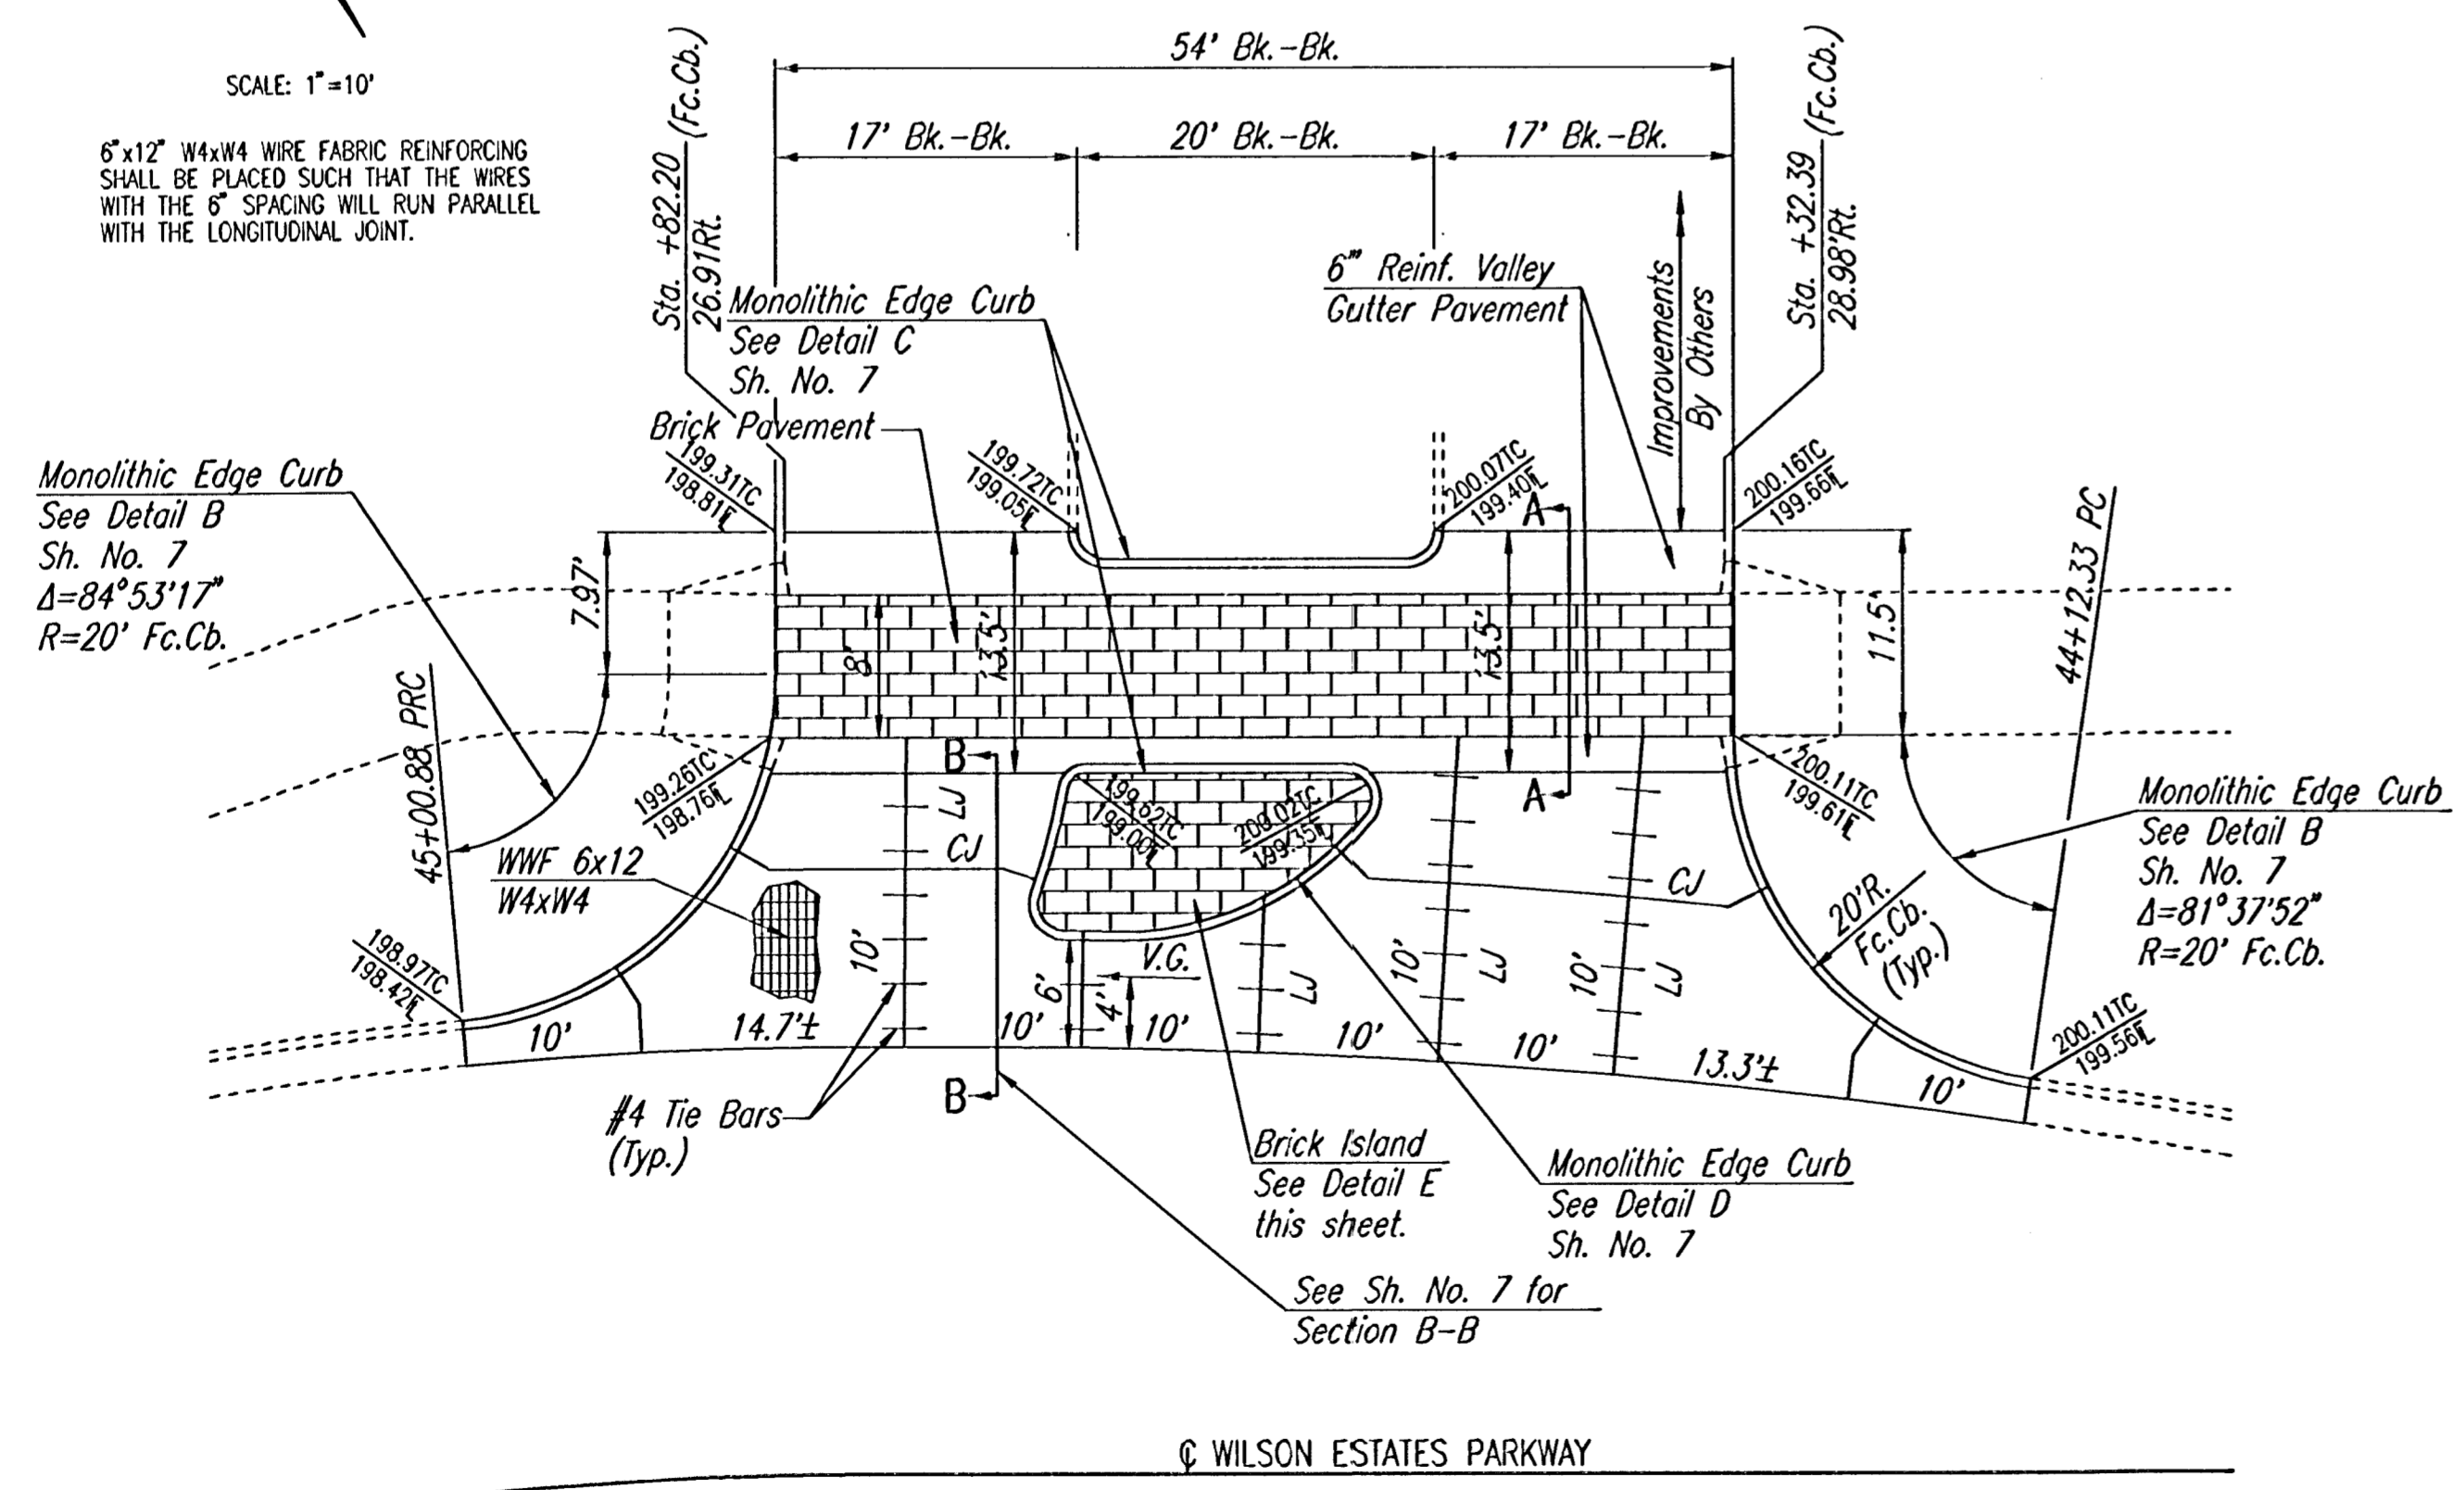 SCALE: 1"=10'
6"x12" W4xW4 WIRE FABRIC REINFORCING
SHALL BE PLACED SUCH THAT THE WIRES
WITH THE 6" SPACING WILL RUN PARALLEL
WITH THE LONGITUDINAL JOINT.
54' Bk.-Bk.
17' Bk.-Bk.
20' Bk.-Bk.
17' Bk.-Bk.
Sta. +82.20 (Fc.Cb.)
26.91Rt.
Sta. +32.39 (Fc.Cb.)
28.98'Rt.
Monolithic Edge Curb
See Detail C
Sh. No. 7
6"' Reinf. Valley
Gutter Pavement
Improvements
By Others
Brick Pavement
199.31TC
198.81℄
199.72TC
199.05℄
200.07TC
199.40℄
200.16TC
199.66℄
Monolithic Edge Curb
See Detail B
Sh. No. 7
Δ=84°53'17"
R=20' Fc.Cb.
7.97'
8'
13.5'
13.5'
A
A
11.5'
44+12.33 PC
45+00.88 PRC
199.26TC
198.76℄
B
LJ
CJ
199.62TC
199.00℄
200.02TC
199.35℄
200.11TC
199.61℄
Monolithic Edge Curb
See Detail B
Sh. No. 7
Δ=81°37'52"
R=20' Fc.Cb.
WWF 6x12
W4xW4
CJ
20'R.
Fc.Cb.
(Typ.)
198.97TC
198.42℄
10'
6'
4'
V.G.
LJ
10'
LJ
10'
LJ
10'
14.7'±
10'
10'
10'
10'
13.3'±
10'
200.11TC
199.56℄
B
#4 Tie Bars
(Typ.)
Brick Island
See Detail E
this sheet.
Monolithic Edge Curb
See Detail D
Sh. No. 7
See Sh. No. 7 for
Section B-B
℄ WILSON ESTATES PARKWAY